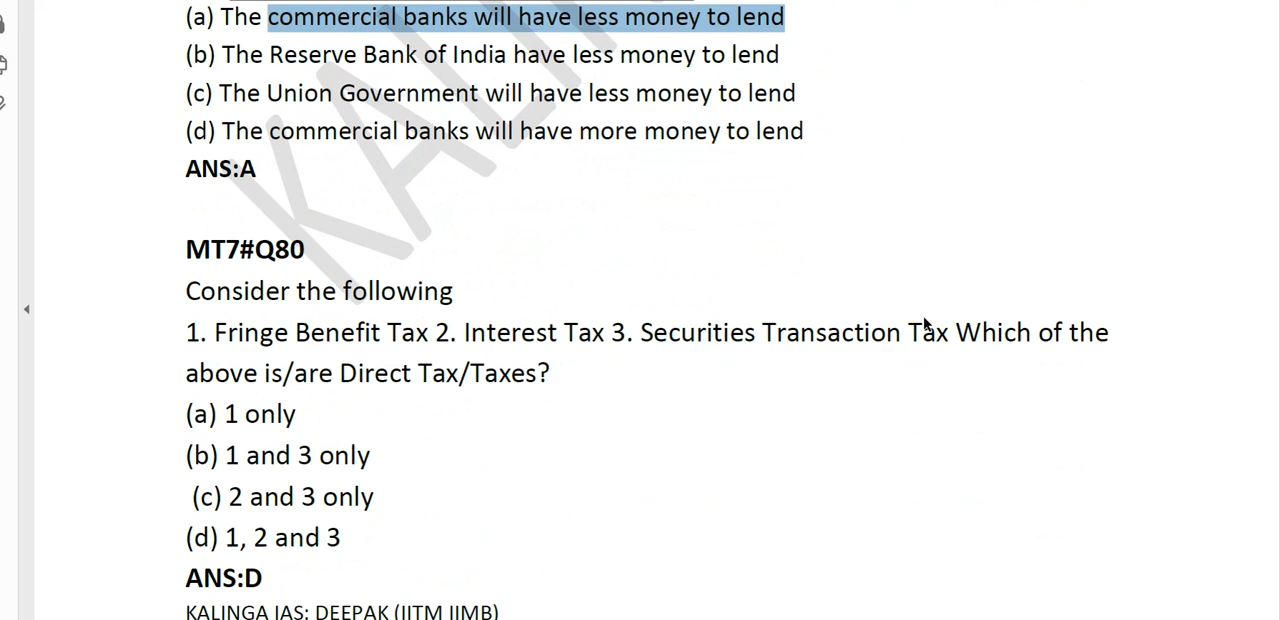 (a) The commercial banks will have less money to lend
(b) The Reserve Bank of India have less money to lend
(c) The Union Government will have less money to lend
(d) The commercial banks will have more money to lend
ANS:A
MT7#Q80
Consider the following
1. Fringe Benefit Tax 2. Interest Tax 3. Securities Transaction Tax Which of the
above is/are Direct Tax/Taxes?
(a) 1 only
(b) 1 and 3 only
(c) 2 and 3 only
(d) 1, 2 and 3
ANS:D
KALINGA IAS: DEEPAK (IITM IIMB)